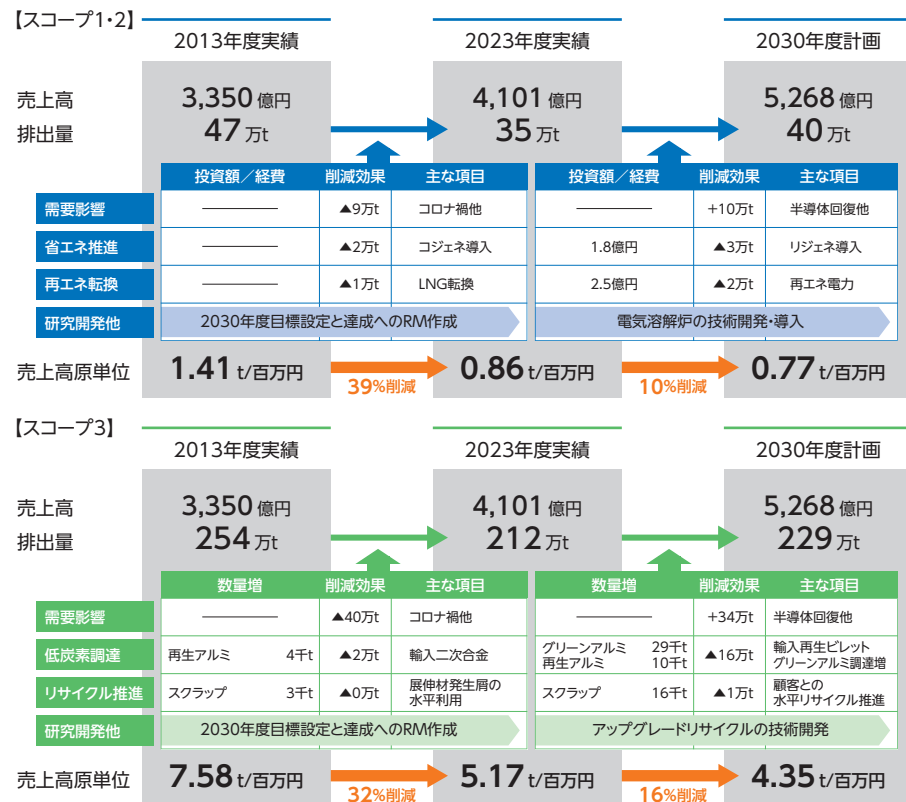 【スコープ1・2】
2013年度実績 2023年度実績 2030年度計画
売上高 3,350 億円 4,101 億円 5,268 億円
排出量 47 万t 35 万t 40 万t
投資額／経費 削減効果 主な項目 投資額／経費 削減効果 主な項目
需要影響 ▲9万t コロナ禍他 +10万t 半導体回復他
省エネ推進 ▲2万t コジェネ導入 1.8億円 ▲3万t リジェネ導入
再エネ転換 ▲1万t LNG転換 2.5億円 ▲2万t 再エネ電力
研究開発他 2030年度目標設定と達成へのRM作成 電気溶解炉の技術開発・導入
売上高原単位 1.41 t/百万円 39%削減 0.86 t/百万円 10%削減 0.77 t/百万円
【スコープ3】
2013年度実績 2023年度実績 2030年度計画
売上高 3,350 億円 4,101 億円 5,268 億円
排出量 254 万t 212 万t 229 万t
数量増 削減効果 主な項目 数量増 削減効果 主な項目
需要影響 ▲40万t コロナ禍他 +34万t 半導体回復他
低炭素調達 再生アルミ 4千t ▲2万t 輸入二次合金 グリーンアルミ 29千t ▲16万t 輸入再生ビレット
再生アルミ 10千t グリーンアルミ調達増
リサイクル推進 スクラップ 3千t ▲0万t 展伸材発生屑の スクラップ 16千t ▲1万t 顧客との
水平利用 水平リサイクル推進
研究開発他 2030年度目標設定と達成へのRM作成 アップグレードリサイクルの技術開発
売上高原単位 7.58 t/百万円 32%削減 5.17 t/百万円 16%削減 4.35 t/百万円